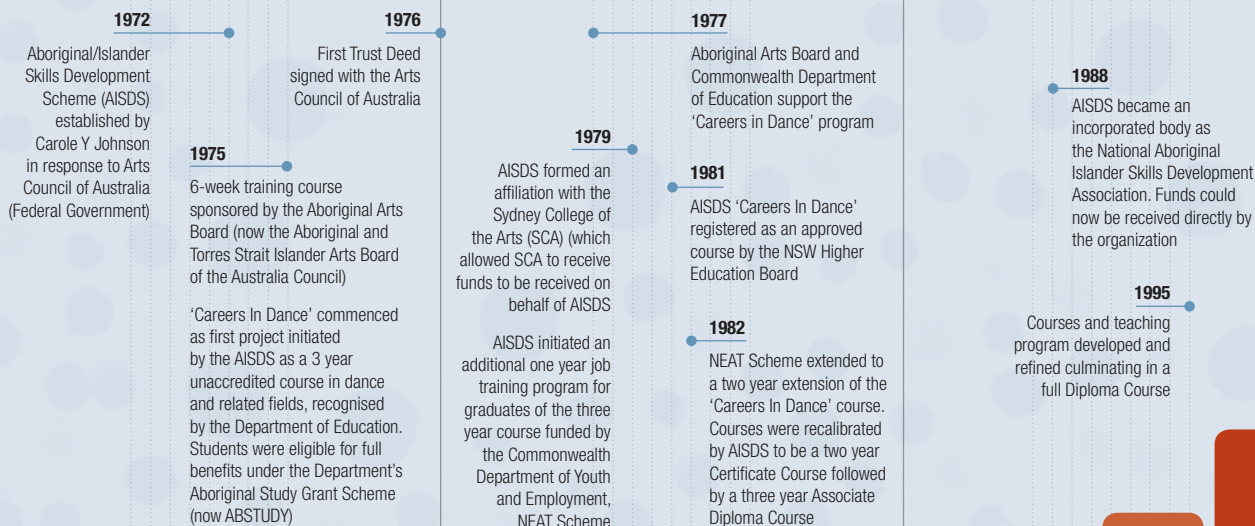 1972
Aboriginal/Islander
Skills Development
Scheme (AISDS)
established by
Carole Y Johnson
in response to Arts
Council of Australia
(Federal Government)
1975
6-week training course
sponsored by the Aboriginal Arts
Board (now the Aboriginal and
Torres Strait Islander Arts Board
of the Australia Council)
‘Careers In Dance’ commenced
as first project initiated
by the AISDS as a 3 year
unaccredited course in dance
and related fields, recognised
by the Department of Education.
Students were eligible for full
benefits under the Department’s
Aboriginal Study Grant Scheme
(now ABSTUDY)
1976
First Trust Deed
signed with the Arts
Council of Australia
1977
Aboriginal Arts Board and
Commonwealth Department
of Education support the
‘Careers in Dance’ program
1979
AISDS formed an
affiliation with the
Sydney College of
the Arts (SCA) (which
allowed SCA to receive
funds to be received on
behalf of AISDS
AISDS initiated an
additional one year job
training program for
graduates of the three
year course funded by
the Commonwealth
Department of Youth
and Employment,
NEAT Scheme
1981
AISDS ‘Careers In Dance’
registered as an approved
course by the NSW Higher
Education Board
1982
NEAT Scheme extended to
a two year extension of the
‘Careers In Dance’ course.
Courses were recalibrated
by AISDS to be a two year
Certificate Course followed
by a three year Associate
Diploma Course
1988
AISDS became an
incorporated body as
the National Aboriginal
Islander Skills Development
Association. Funds could
now be received directly by
the organization
1995
Courses and teaching
program developed and
refined culminating in a
full Diploma Course